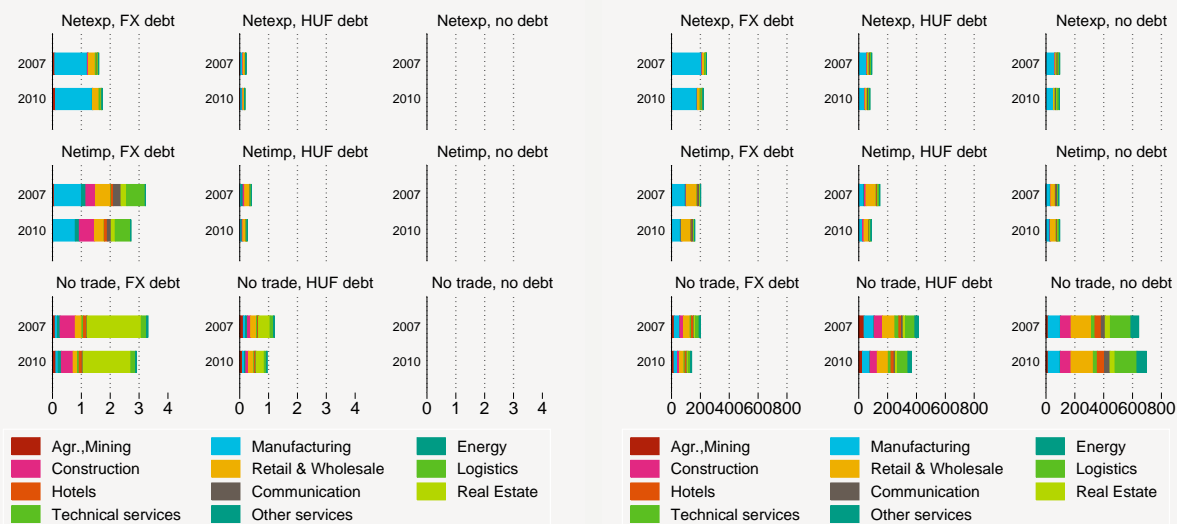 Netexp, FX debt Netexp, HUF debt Netexp, no debt
2007 2007 2007
2010 2010 2010
Netimp, FX debt Netimp, HUF debt Netimp, no debt
2007 2007 2007
2010 2010 2010
No trade, FX debt No trade, HUF debt No trade, no debt
2007 2007 2007
2010 2010 2010
0 1 2 3 4 0 1 2 3 4 0 1 2 3 4
Agr.,Mining Manufacturing Energy
Construction Retail & Wholesale Logistics
Hotels Communication Real Estate
Technical services Other services
Netexp, FX debt Netexp, HUF debt Netexp, no debt
2007 2007 2007
2010 2010 2010
Netimp, FX debt Netimp, HUF debt Netimp, no debt
2007 2007 2007
2010 2010 2010
No trade, FX debt No trade, HUF debt No trade, no debt
2007 2007 2007
2010 2010 2010
0 200400600800 0 200400600800 0 200400600800
Agr.,Mining Manufacturing Energy
Construction Retail & Wholesale Logistics
Hotels Communication Real Estate
Technical services Other services